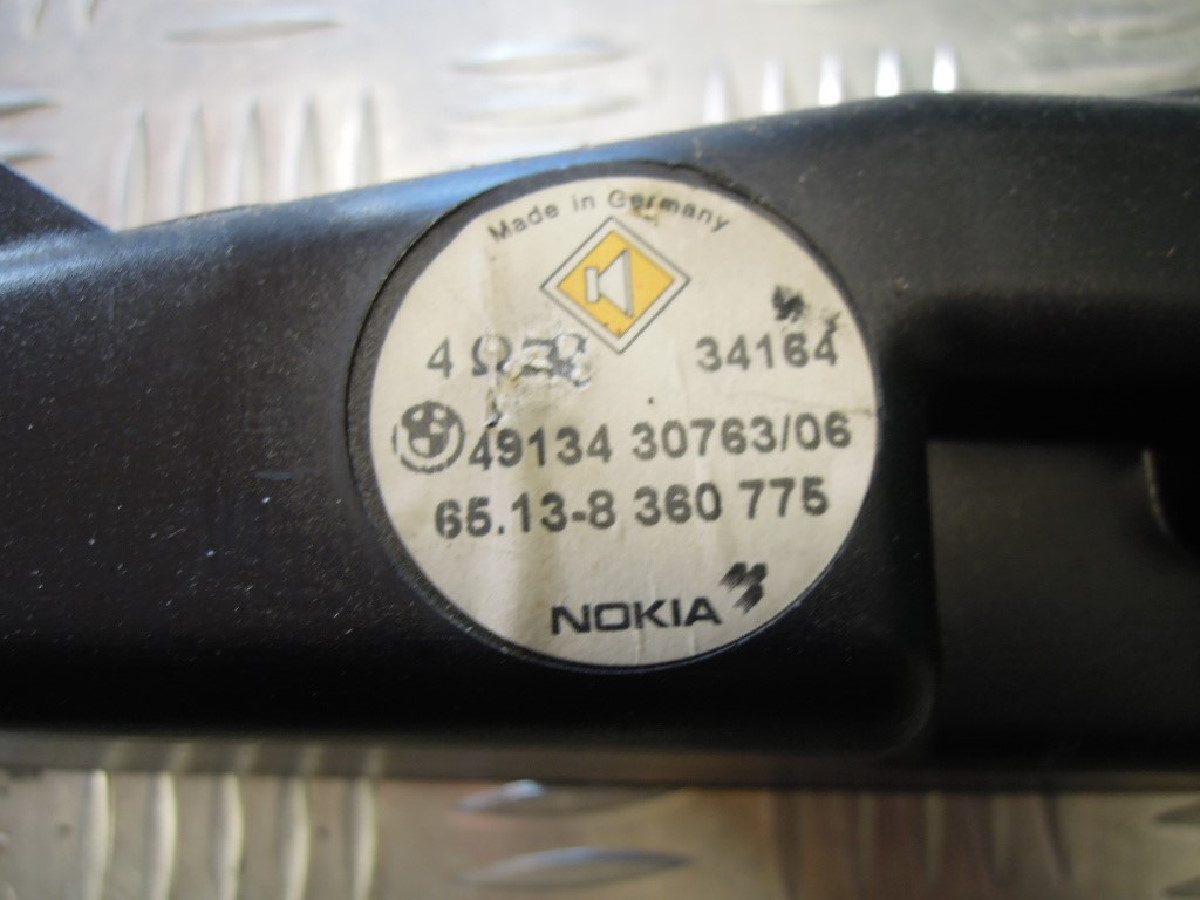 Made in Germany
4 Ω 34164
49134 30763/06
65.13-8 360 775
NOKIA